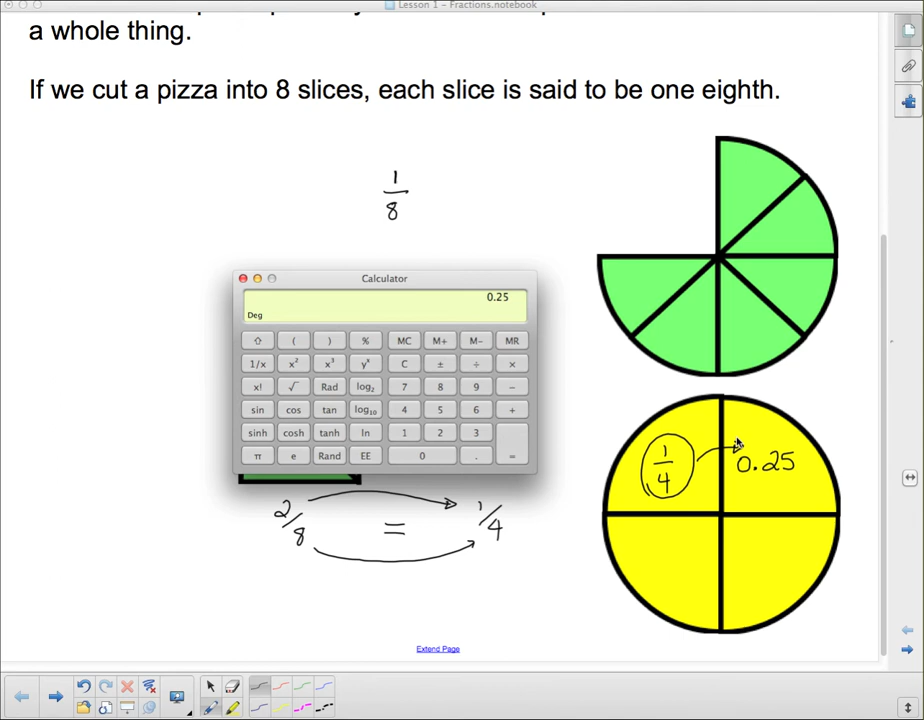 Lesson 1 - Fractions.notebook
a whole thing.
If we cut a pizza into 8 slices, each slice is said to be one eighth.
1
8
Calculator
0.25
Deg
( ) % MC M+ M- MR
1/x x² x³ yˣ C ± ÷ ×
x! √ Rad log₂ 7 8 9 −
sin cos tan log₁₀ 4 5 6 +
sinh cosh tanh ln 1 2 3
π e Rand EE 0 . =
1
4
0.25
2/8 = 1/4
Extend Page